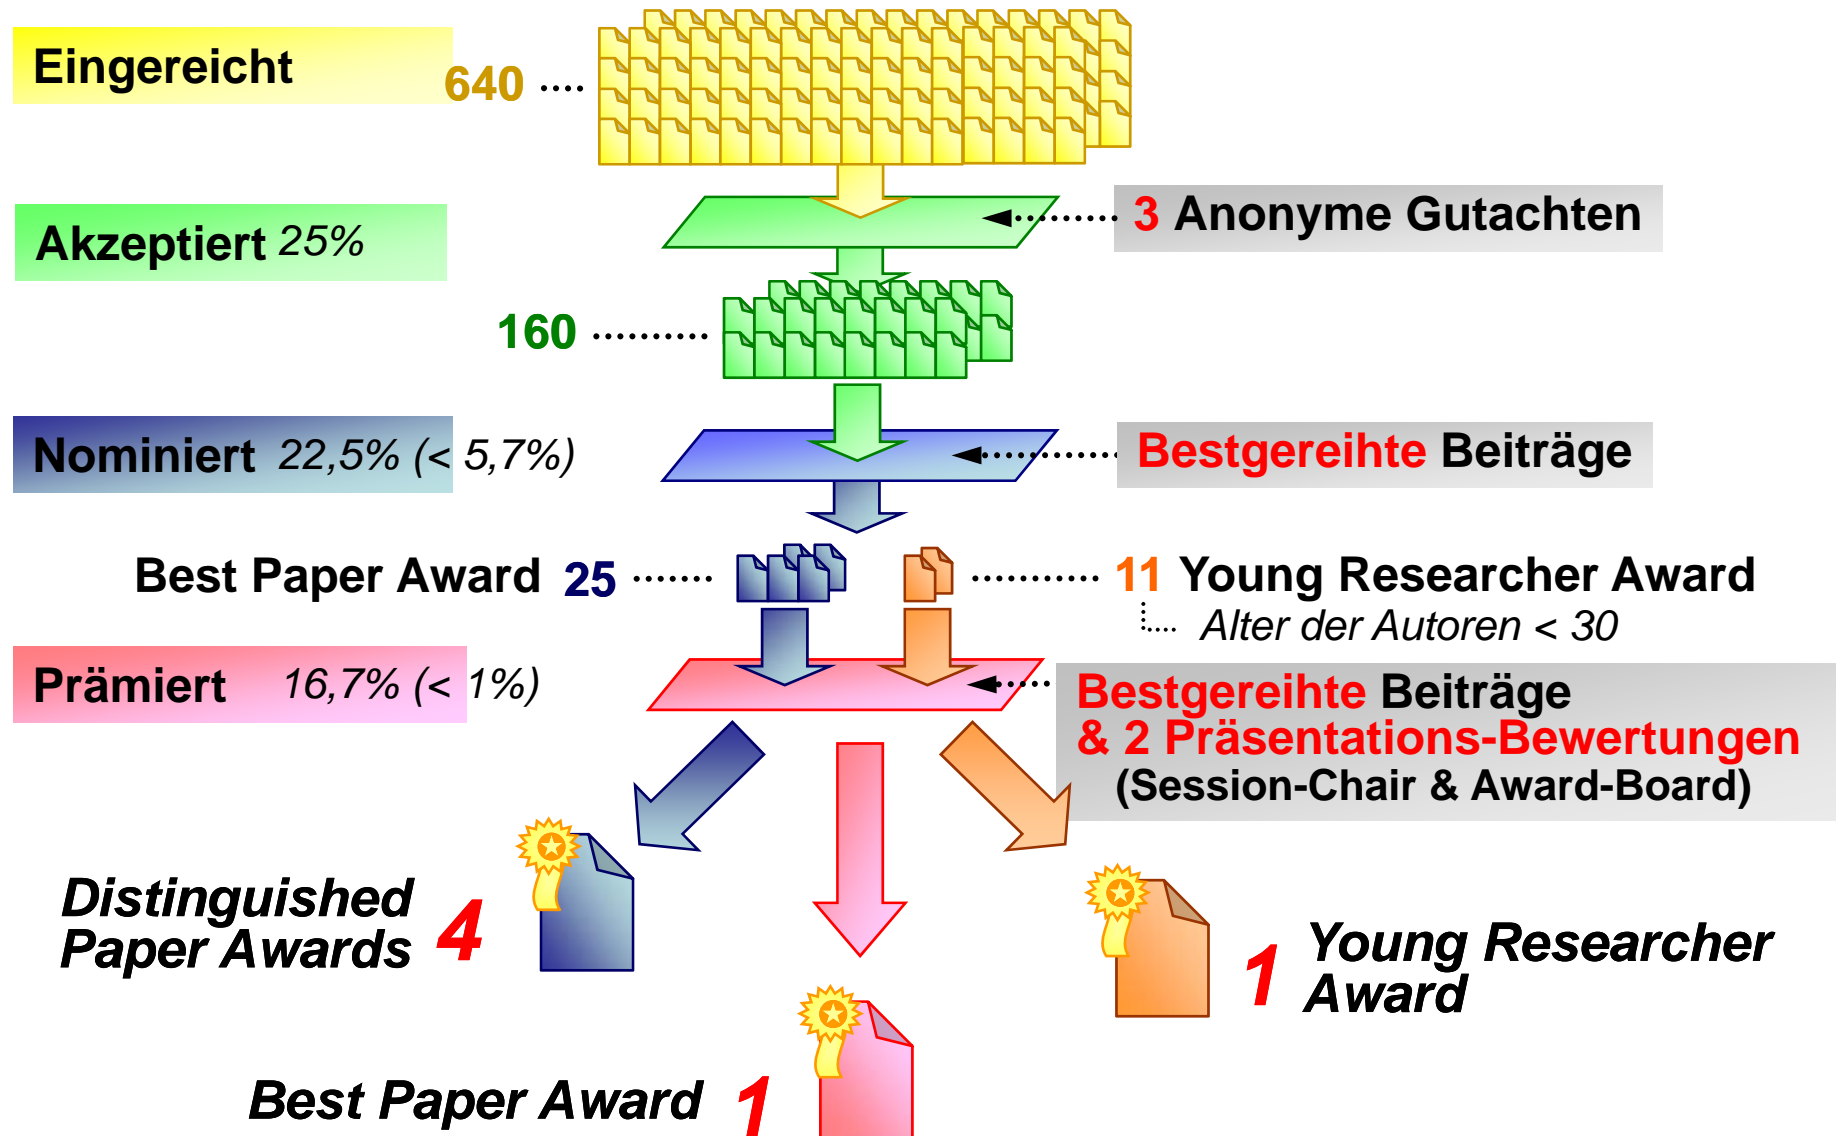 Eingereicht
640
3 Anonyme Gutachten
Akzeptiert 25%
160
Nominiert 22,5% (< 5,7%)
Bestgereihte Beiträge
Best Paper Award 25
11 Young Researcher Award
Alter der Autoren < 30
Prämiert 16,7% (< 1%)
Bestgereihte Beiträge
& 2 Präsentations-Bewertungen
(Session-Chair & Award-Board)
Distinguished
Paper Awards 4
1 Young Researcher
Award
Best Paper Award 1